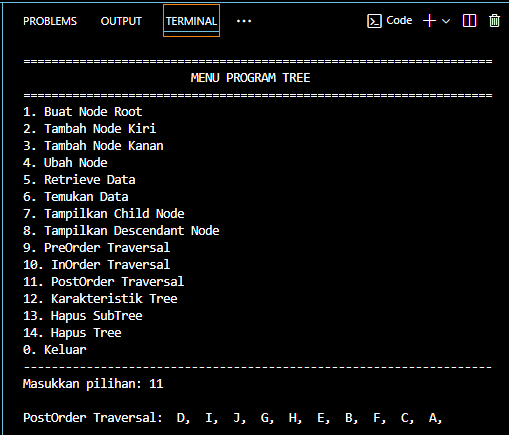 PROBLEMS OUTPUT TERMINAL ··· Code
===================================================================
MENU PROGRAM TREE
===================================================================
1. Buat Node Root
2. Tambah Node Kiri
3. Tambah Node Kanan
4. Ubah Node
5. Retrieve Data
6. Temukan Data
7. Tampilkan Child Node
8. Tampilkan Descendant Node
9. PreOrder Traversal
10. InOrder Traversal
11. PostOrder Traversal
12. Karakteristik Tree
13. Hapus SubTree
14. Hapus Tree
0. Keluar
-------------------------------------------------------------------
Masukkan pilihan: 11
PostOrder Traversal:  D,  I,  J,  G,  H,  E,  B,  F,  C,  A,